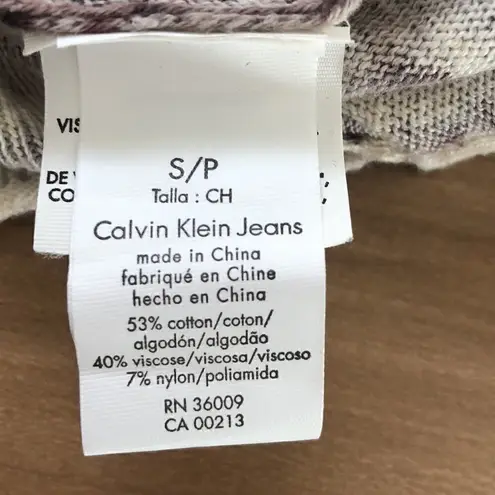 S/P
Talla : CH
Calvin Klein Jeans
made in China
fabriqué en Chine
hecho en China
53% cotton/coton/
algodón/algodão
40% viscose/viscosa/viscoso
7% nylon/poliamida
RN 36009
CA 00213